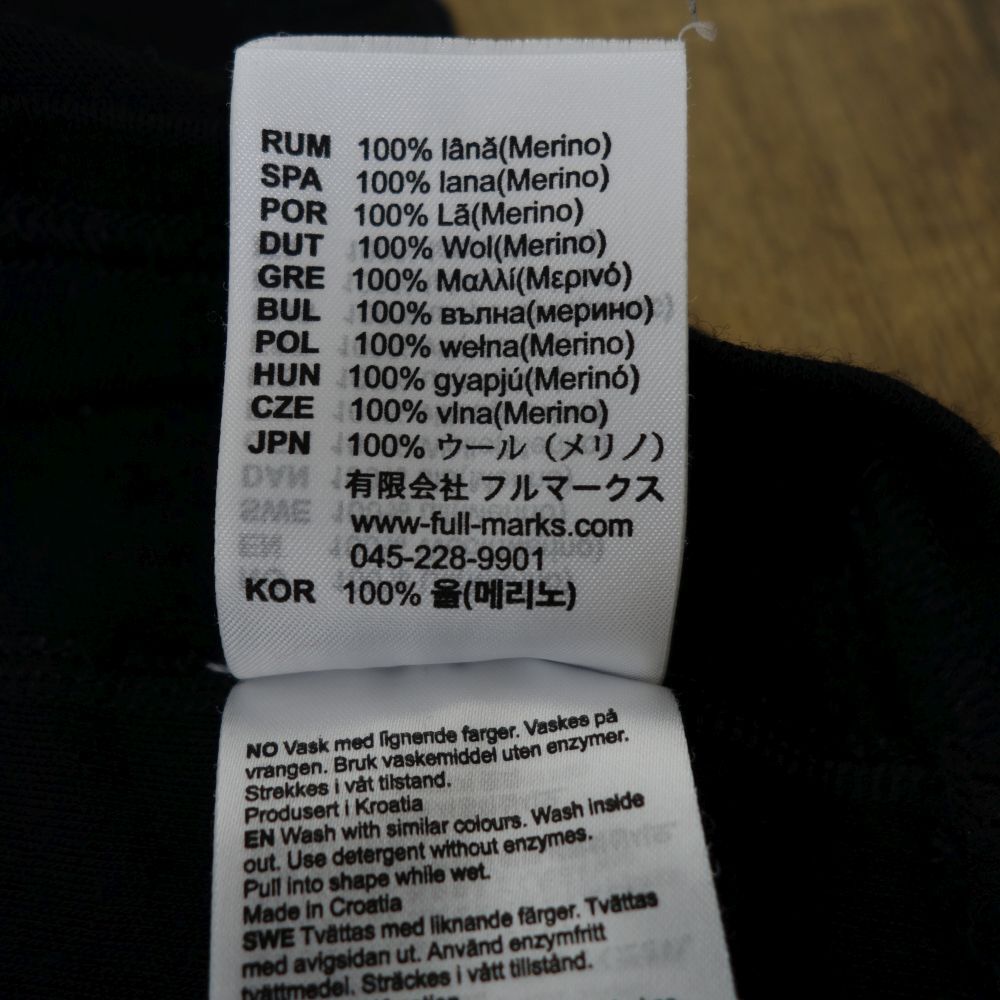 RUM 100% lână(Merino)
SPA 100% lana(Merino)
POR 100% Lã(Merino)
DUT 100% Wol(Merino)
GRE 100% Μαλλί(Μερινό)
BUL 100% вълна(мерино)
POL 100% wełna(Merino)
HUN 100% gyapjú(Merinó)
CZE 100% vlna(Merino)
JPN 100% ウール（メリノ）
有限会社 フルマークス
www-full-marks.com
045-228-9901
KOR 100% 울(메리노)
NO Vask med lignende farger. Vaskes på
vrangen. Bruk vaskemiddel uten enzymer.
Strekkes i våt tilstand.
Produsert i Kroatia
EN Wash with similar colours. Wash inside
out. Use detergent without enzymes.
Pull into shape while wet.
Made in Croatia
SWE Tvättas med liknande färger. Tvättas
med avigsidan ut. Använd enzymfritt
tvättmedel. Sträckes i vått tillstånd.